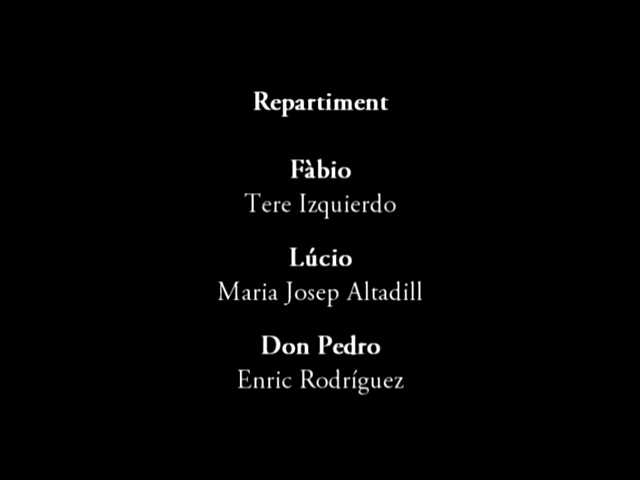 Repartiment
Fàbio
Tere Izquierdo
Lúcio
Maria Josep Altadill
Don Pedro
Enric Rodríguez